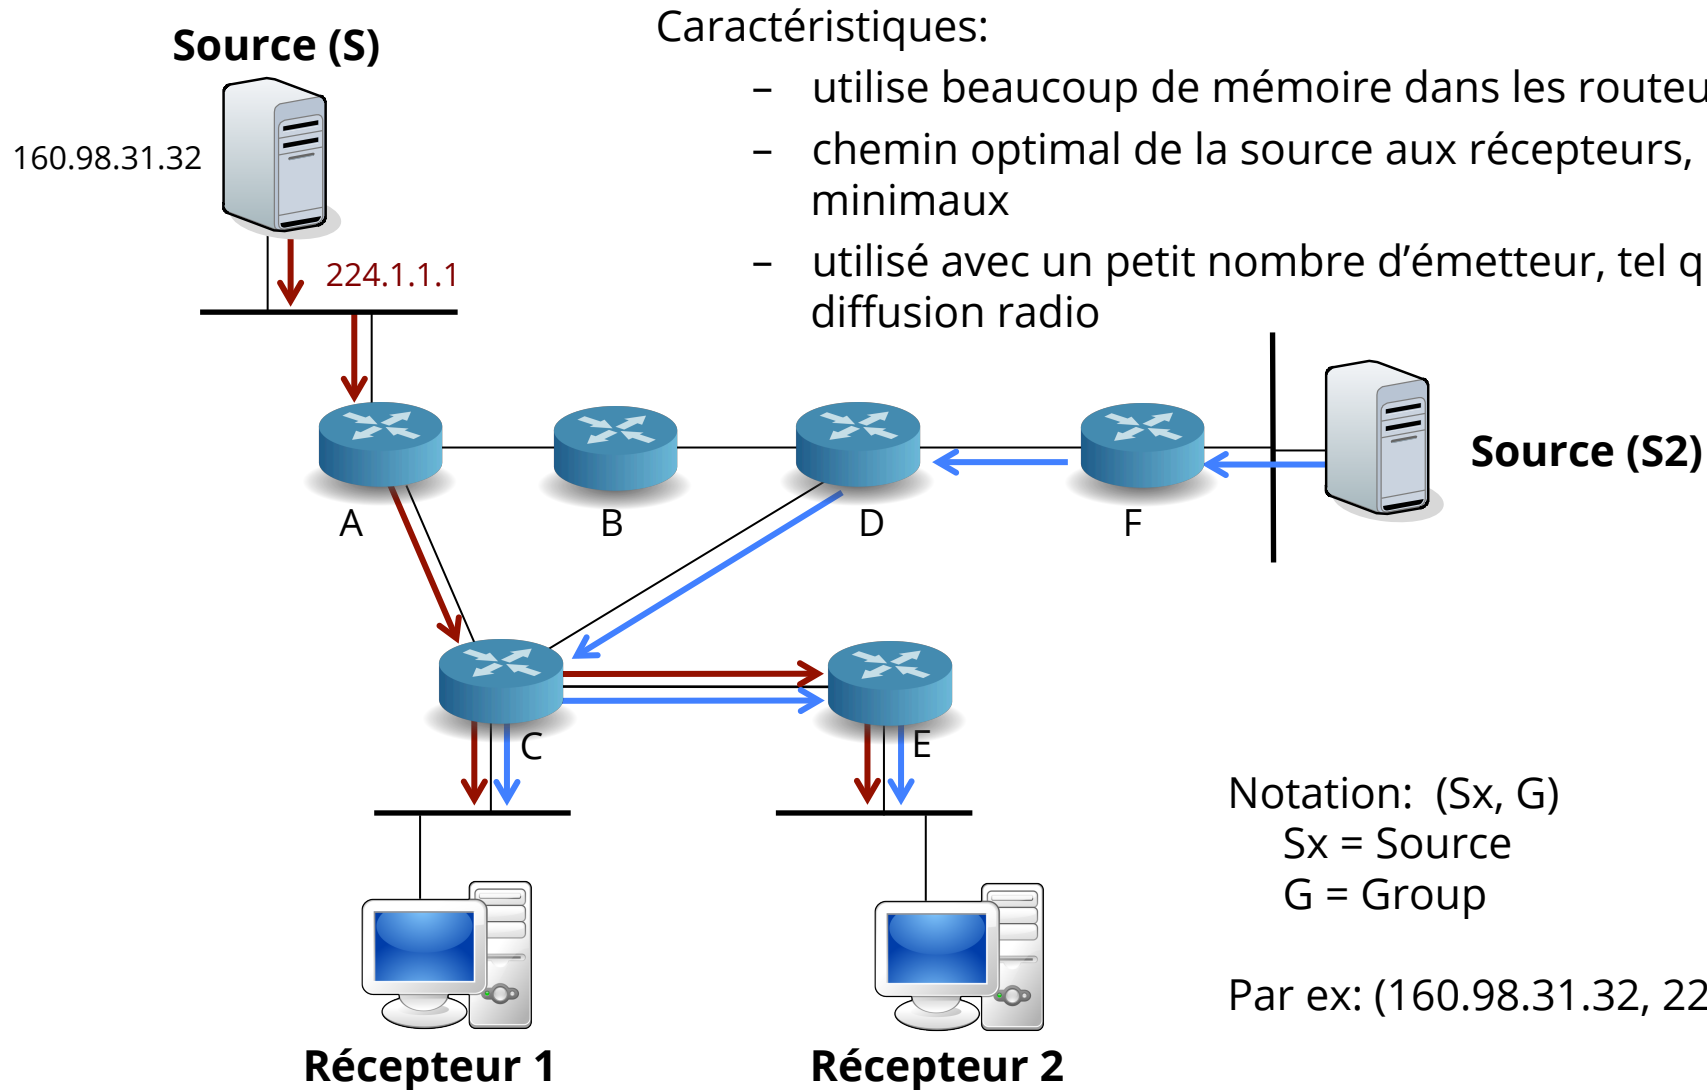 Caractéristiques:
Source (S)
– utilise beaucoup de mémoire dans les
– chemin optimal de la source aux récepteurs,
160.98.31.32
minimaux
– utilisé avec un petit nombre d’émetteur, tel
224.1.1.1
diffusion radio
Source (S2)
A
B
D
F
C
E
Notation: (Sx, G)
Sx = Source
G = Group
Par ex: (160.98.31.32,
Récepteur 1
Récepteur 2